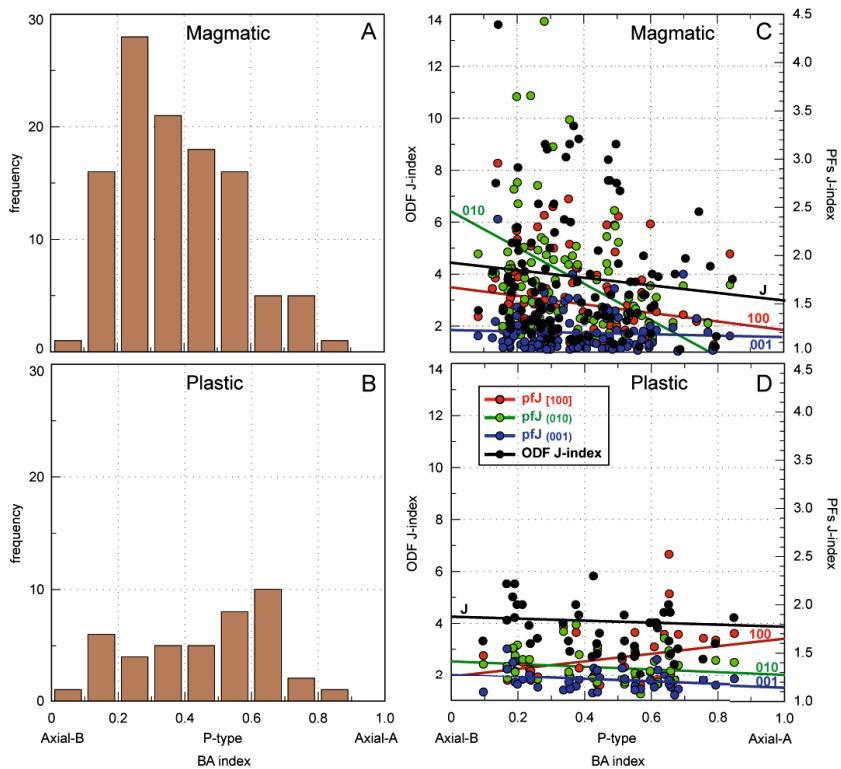 30
Magmatic
A
20
frequency
10
0
14
Magmatic
C
4.5
12
4.0
10
3.5
ODF J-index
8
3.0
PFs J-index
6
010
2.5
4
J
2.0
100
1.5
2
001
1.0
30
Plastic
B
20
frequency
10
0
0.2
0.4
0.6
0.8
1.0
Axial-B
P-type
Axial-A
BA index
14
Plastic
D
4.5
12
pfJ [100]
pfJ (010)
pfJ (001)
ODF J-index
4.0
10
3.5
ODF J-index
8
3.0
PFs J-index
6
2.5
4
J
2.0
100
1.5
2
010
001
1.0
0
0.2
0.4
0.6
0.8
1.0
Axial-B
P-type
Axial-A
BA index